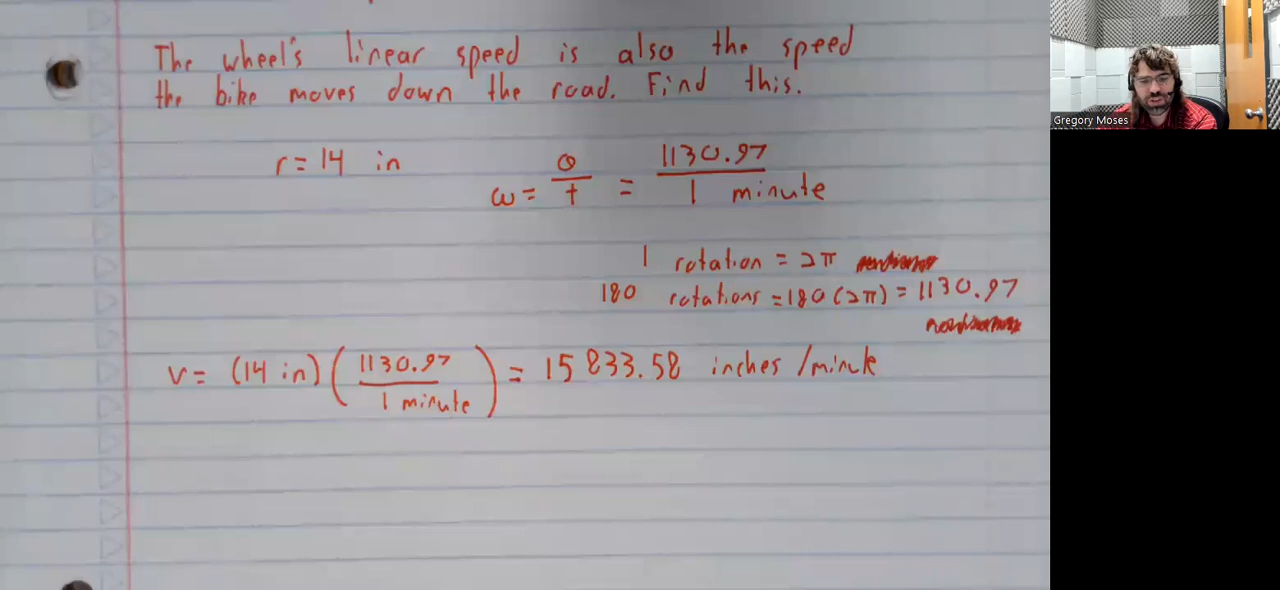 The wheel's linear speed is also the speed
the bike moves down the road. Find this.
r = 14 in
ω = θ/t = 1130.97/1 minute
1 rotation = 2π
180 rotations = 180(2π) = 1130.97
v = (14 in)(1130.97/1 minute) = 15833.58 inches/minute
Gregory Moses